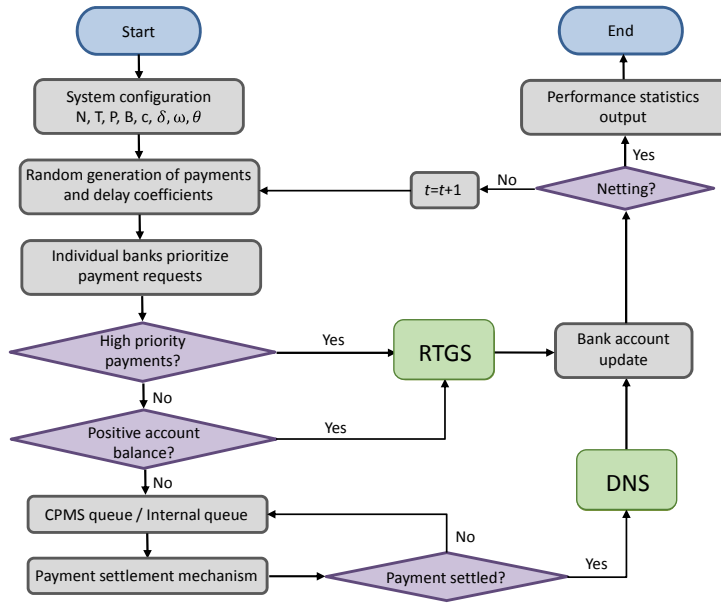 Start
End
System configuration
N, T, P, B, c, δ, ω, θ
Performance statistics
output
Yes
Random generation of payments
and delay coefficients
t=t+1
No
Netting?
Individual banks prioritize
payment requests
High priority
payments?
Yes
RTGS
Bank account
update
No
Positive account
balance?
Yes
No
DNS
CPMS queue / Internal queue
No
Payment settlement mechanism
Payment settled?
Yes